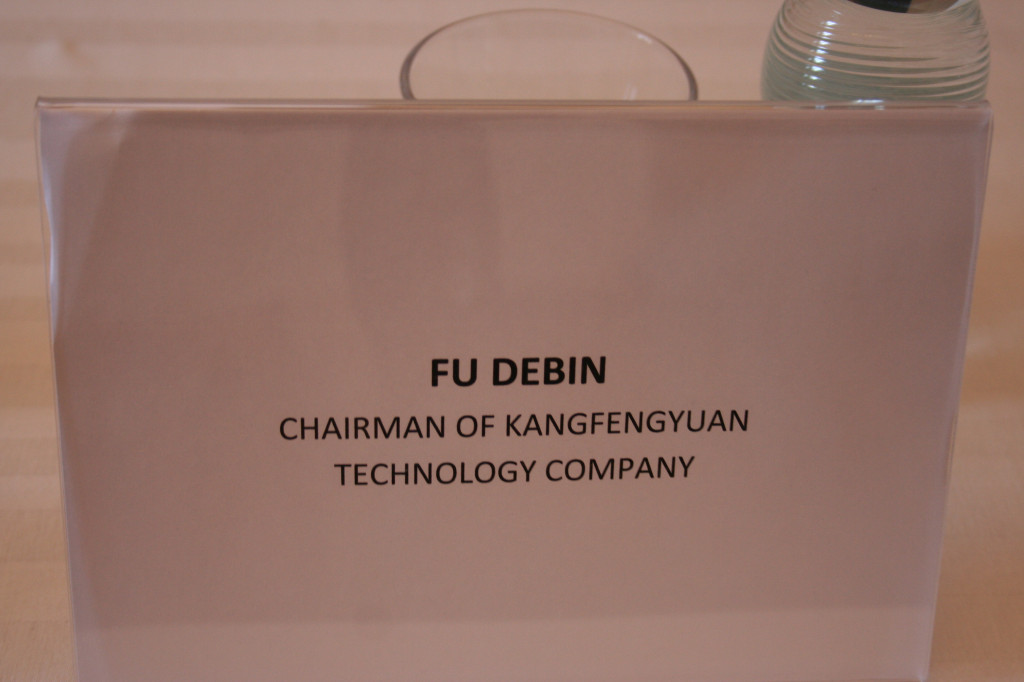 FU DEBIN
CHAIRMAN OF KANGFENGYUAN
TECHNOLOGY COMPANY